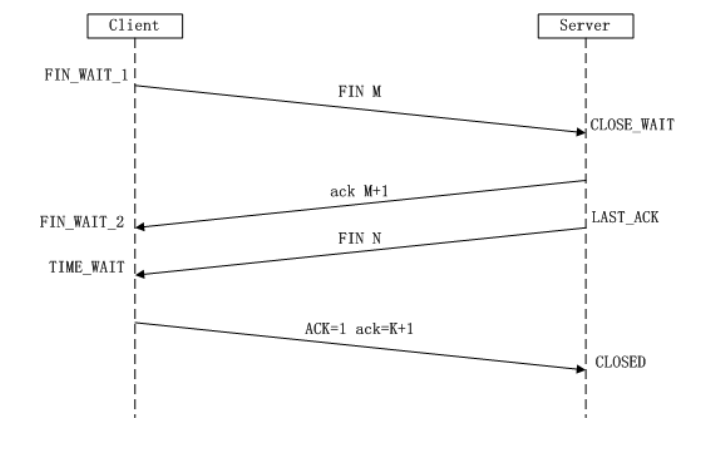 Client
Server
FIN_WAIT_1
FIN M
CLOSE_WAIT
ack M+1
FIN_WAIT_2
LAST_ACK
FIN N
TIME_WAIT
ACK=1 ack=K+1
CLOSED